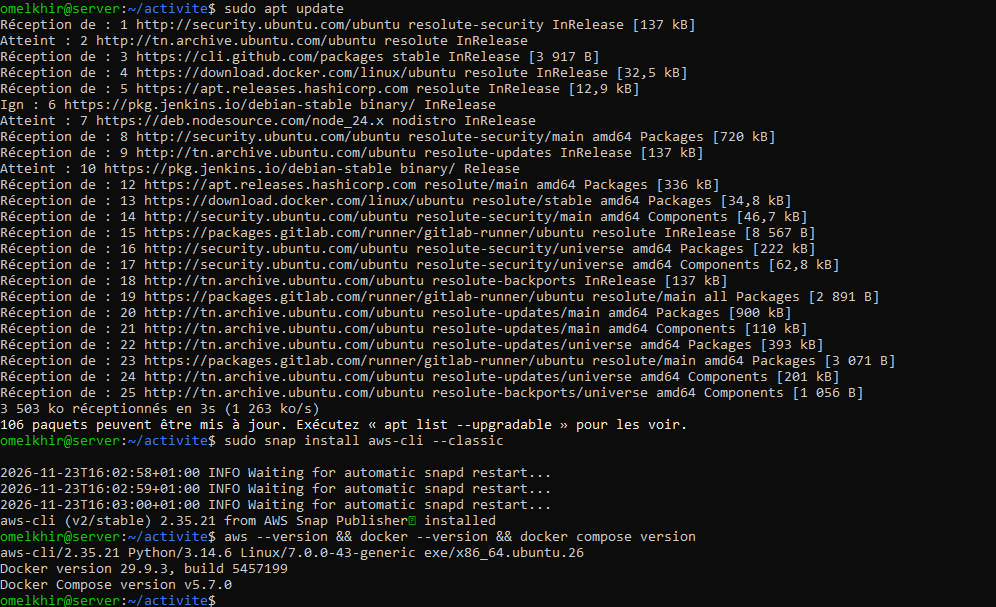 omelkhir@server:~/activite$ sudo apt update
Réception de : 1 http://security.ubuntu.com/ubuntu resolute-security InRelease [137 kB]
Atteint : 2 http://tn.archive.ubuntu.com/ubuntu resolute InRelease
Réception de : 3 https://cli.github.com/packages stable InRelease [3 917 B]
Réception de : 4 https://download.docker.com/linux/ubuntu resolute InRelease [32,5 kB]
Réception de : 5 https://apt.releases.hashicorp.com resolute InRelease [12,9 kB]
Ign : 6 https://pkg.jenkins.io/debian-stable binary/ InRelease
Atteint : 7 https://deb.nodesource.com/node_24.x nodistro InRelease
Réception de : 8 http://security.ubuntu.com/ubuntu resolute-security/main amd64 Packages [720 kB]
Réception de : 9 http://tn.archive.ubuntu.com/ubuntu resolute-updates InRelease [137 kB]
Atteint : 10 https://pkg.jenkins.io/debian-stable binary/ Release
Réception de : 12 https://apt.releases.hashicorp.com resolute/main amd64 Packages [336 kB]
Réception de : 13 https://download.docker.com/linux/ubuntu resolute/stable amd64 Packages [34,8 kB]
Réception de : 14 http://security.ubuntu.com/ubuntu resolute-security/main amd64 Components [46,7 kB]
Réception de : 15 https://packages.gitlab.com/runner/gitlab-runner/ubuntu resolute InRelease [8 567 B]
Réception de : 16 http://security.ubuntu.com/ubuntu resolute-security/universe amd64 Packages [222 kB]
Réception de : 17 http://security.ubuntu.com/ubuntu resolute-security/universe amd64 Components [62,8 kB]
Réception de : 18 http://tn.archive.ubuntu.com/ubuntu resolute-backports InRelease [137 kB]
Réception de : 19 https://packages.gitlab.com/runner/gitlab-runner/ubuntu resolute/main all Packages [2 891 B]
Réception de : 20 http://tn.archive.ubuntu.com/ubuntu resolute-updates/main amd64 Packages [900 kB]
Réception de : 21 http://tn.archive.ubuntu.com/ubuntu resolute-updates/main amd64 Components [110 kB]
Réception de : 22 http://tn.archive.ubuntu.com/ubuntu resolute-updates/universe amd64 Packages [393 kB]
Réception de : 23 https://packages.gitlab.com/runner/gitlab-runner/ubuntu resolute/main amd64 Packages [3 071 B]
Réception de : 24 http://tn.archive.ubuntu.com/ubuntu resolute-updates/universe amd64 Components [201 kB]
Réception de : 25 http://tn.archive.ubuntu.com/ubuntu resolute-backports/universe amd64 Components [1 056 B]
3 503 ko réceptionnés en 3s (1 263 ko/s)
106 paquets peuvent être mis à jour. Exécutez « apt list --upgradable » pour les voir.
omelkhir@server:~/activite$ sudo snap install aws-cli --classic
2026-11-23T16:02:58+01:00 INFO Waiting for automatic snapd restart...
2026-11-23T16:02:59+01:00 INFO Waiting for automatic snapd restart...
2026-11-23T16:03:00+01:00 INFO Waiting for automatic snapd restart...
aws-cli (v2/stable) 2.35.21 from AWS Snap Publisher installed
omelkhir@server:~/activite$ aws --version && docker --version && docker compose version
aws-cli/2.35.21 Python/3.14.6 Linux/7.0.0-43-generic exe/x86_64.ubuntu.26
Docker version 29.9.3, build 5457199
Docker Compose version v5.7.0
omelkhir@server:~/activite$